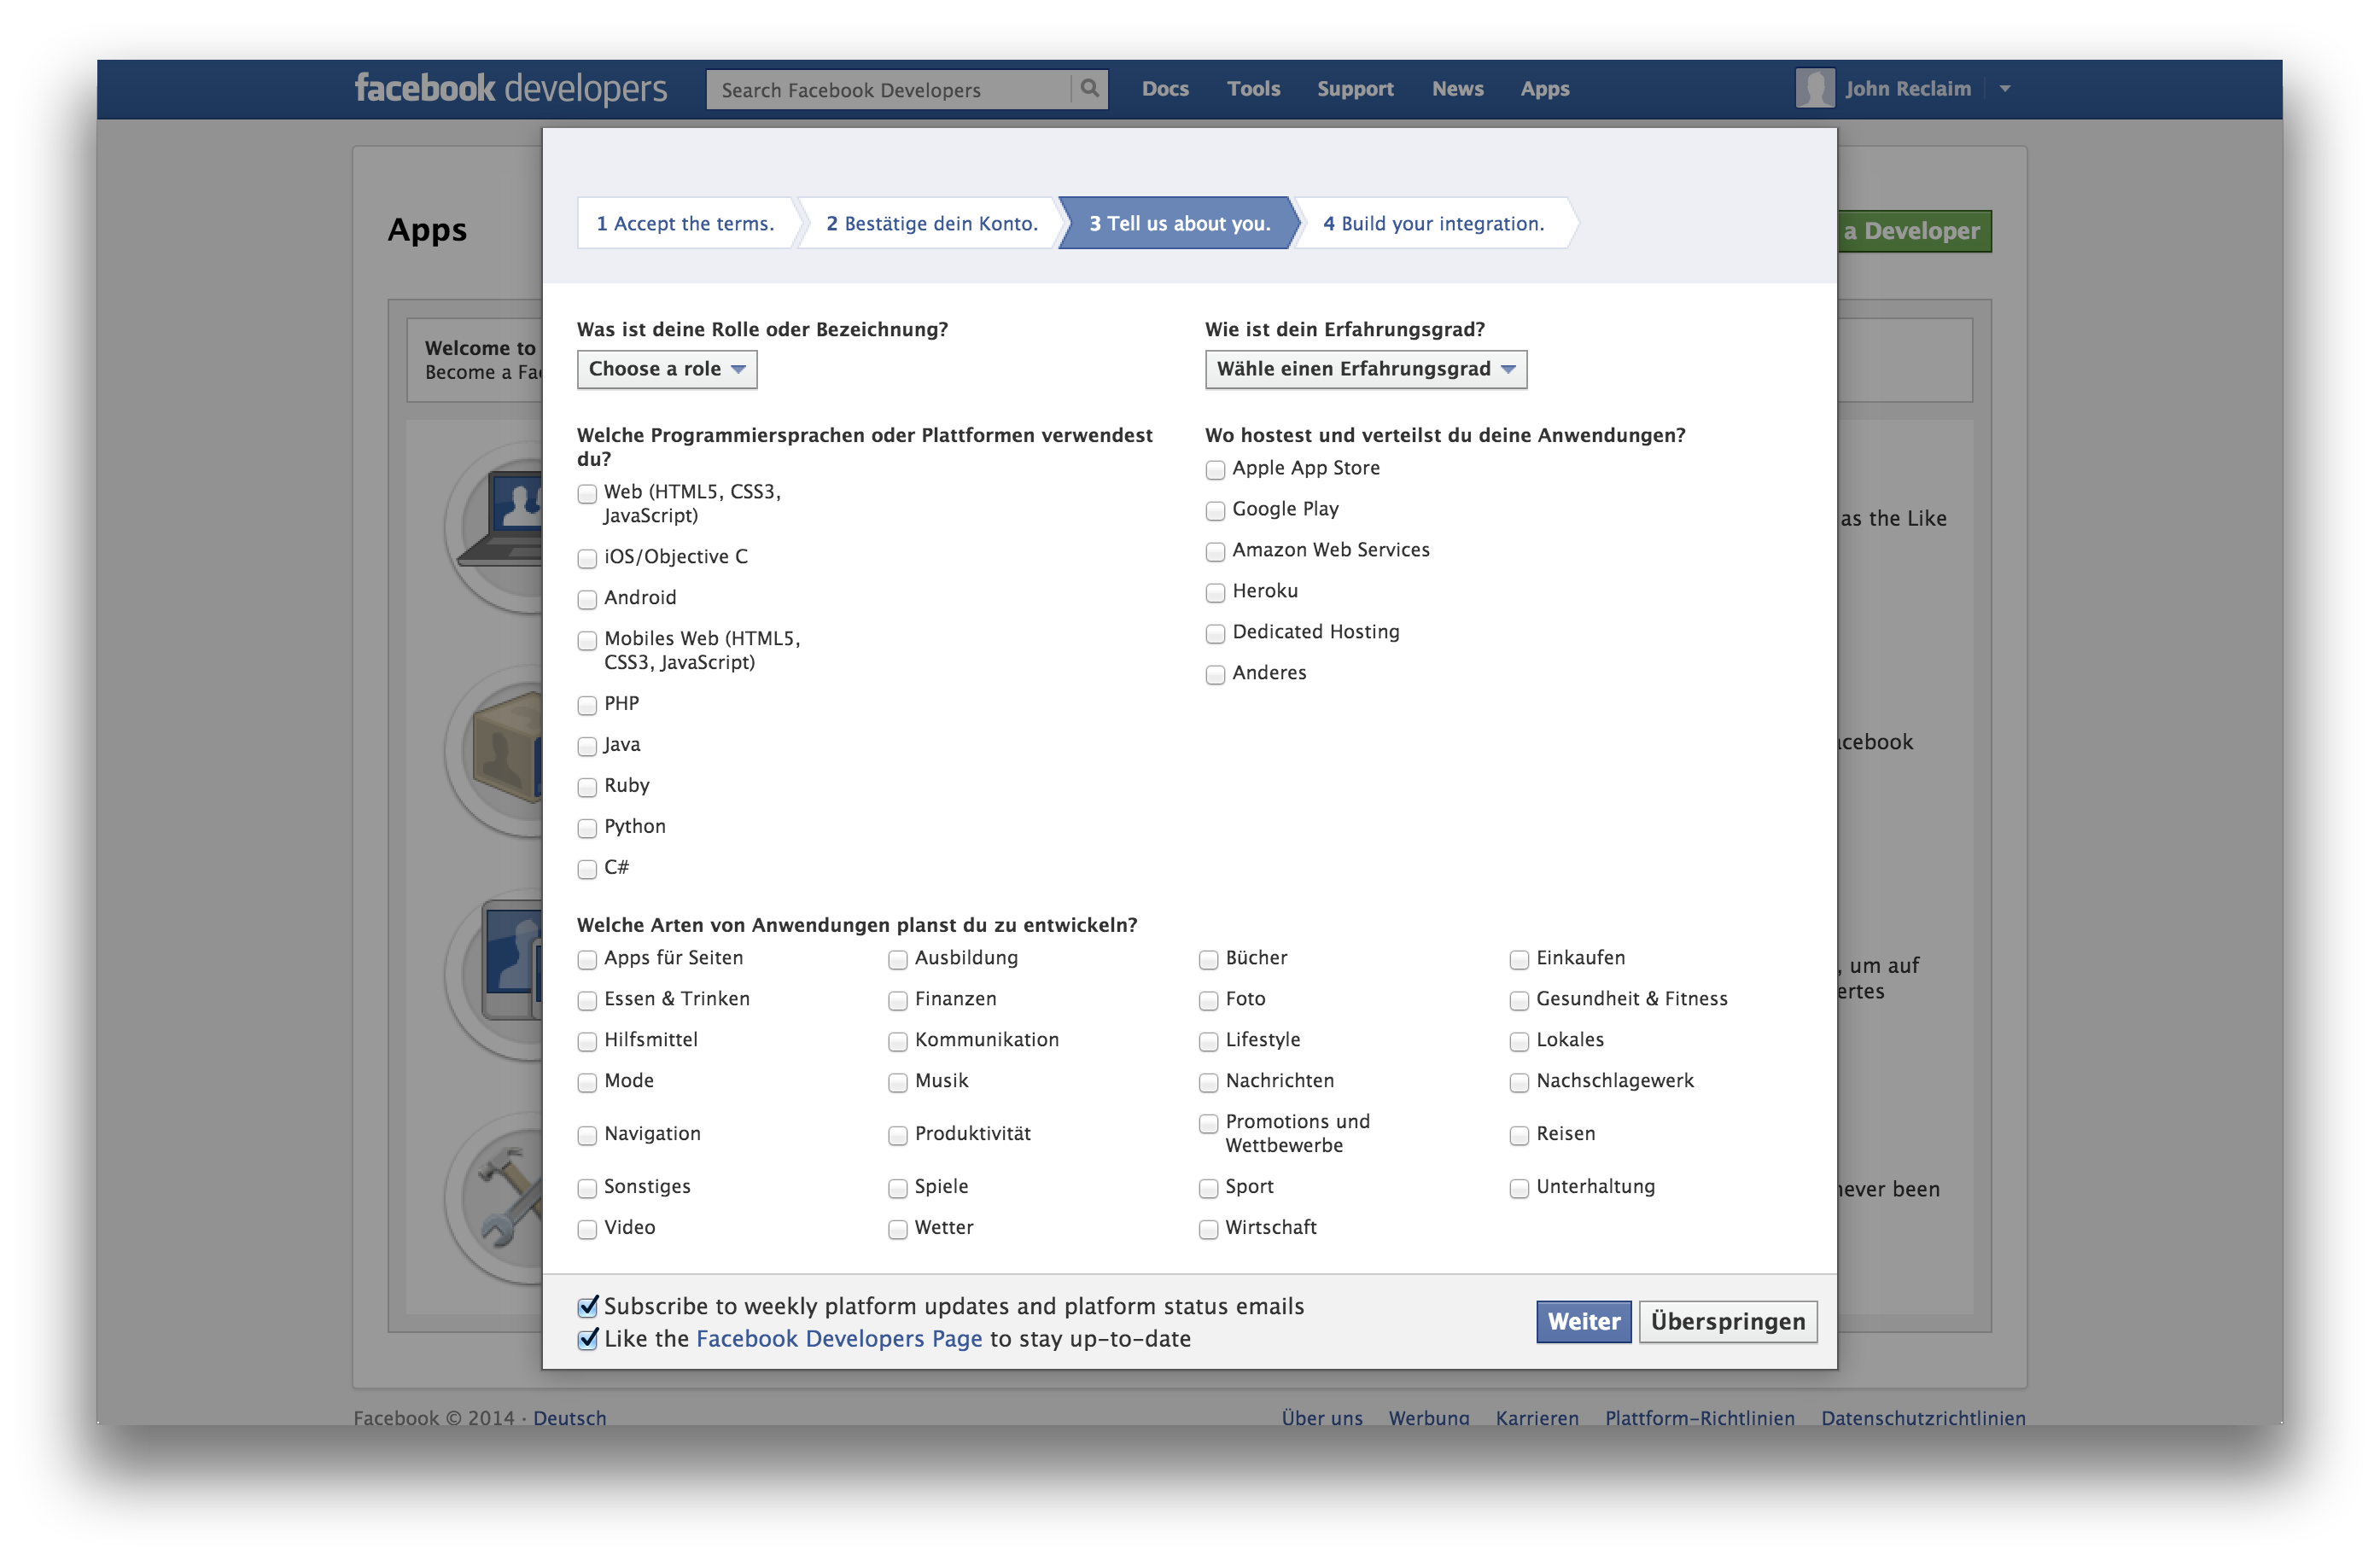 facebook developers
Search Facebook Developers
Docs
Tools
Support
News
Apps
John Reclaim
Apps
a Developer
1 Accept the terms.
2 Bestätige dein Konto.
3 Tell us about you.
4 Build your integration.
Welcome to
Become a
Was ist deine Rolle oder Bezeichnung?
Choose a role
Wie ist dein Erfahrungsgrad?
Wähle einen Erfahrungsgrad
Welche Programmiersprachen oder Plattformen verwendest
du?
Web (HTML5, CSS3,
JavaScript)
iOS/Objective C
Android
Mobiles Web (HTML5,
CSS3, JavaScript)
PHP
Java
Ruby
Python
C#
Wo hostest und verteilst du deine Anwendungen?
Apple App Store
Google Play
Amazon Web Services
Heroku
Dedicated Hosting
Anderes
as the Like
, um auf
never been
Welche Arten von Anwendungen planst du zu entwickeln?
Apps für Seiten
Ausbildung
Bücher
Einkaufen
Essen & Trinken
Finanzen
Foto
Gesundheit & Fitness
Hilfsmittel
Kommunikation
Lifestyle
Lokales
Mode
Musik
Nachrichten
Nachschlagewerk
Navigation
Produktivität
Promotions und
Wettbewerbe
Reisen
Sonstiges
Spiele
Sport
Unterhaltung
Video
Wetter
Wirtschaft
Subscribe to weekly platform updates and platform status emails
Like the Facebook Developers Page to stay up-to-date
Weiter
Überspringen
Facebook © 2014 · Deutsch
Über uns
Werbung
Karrieren
Plattform-Richtlinien
Datenschutzrichtlinien